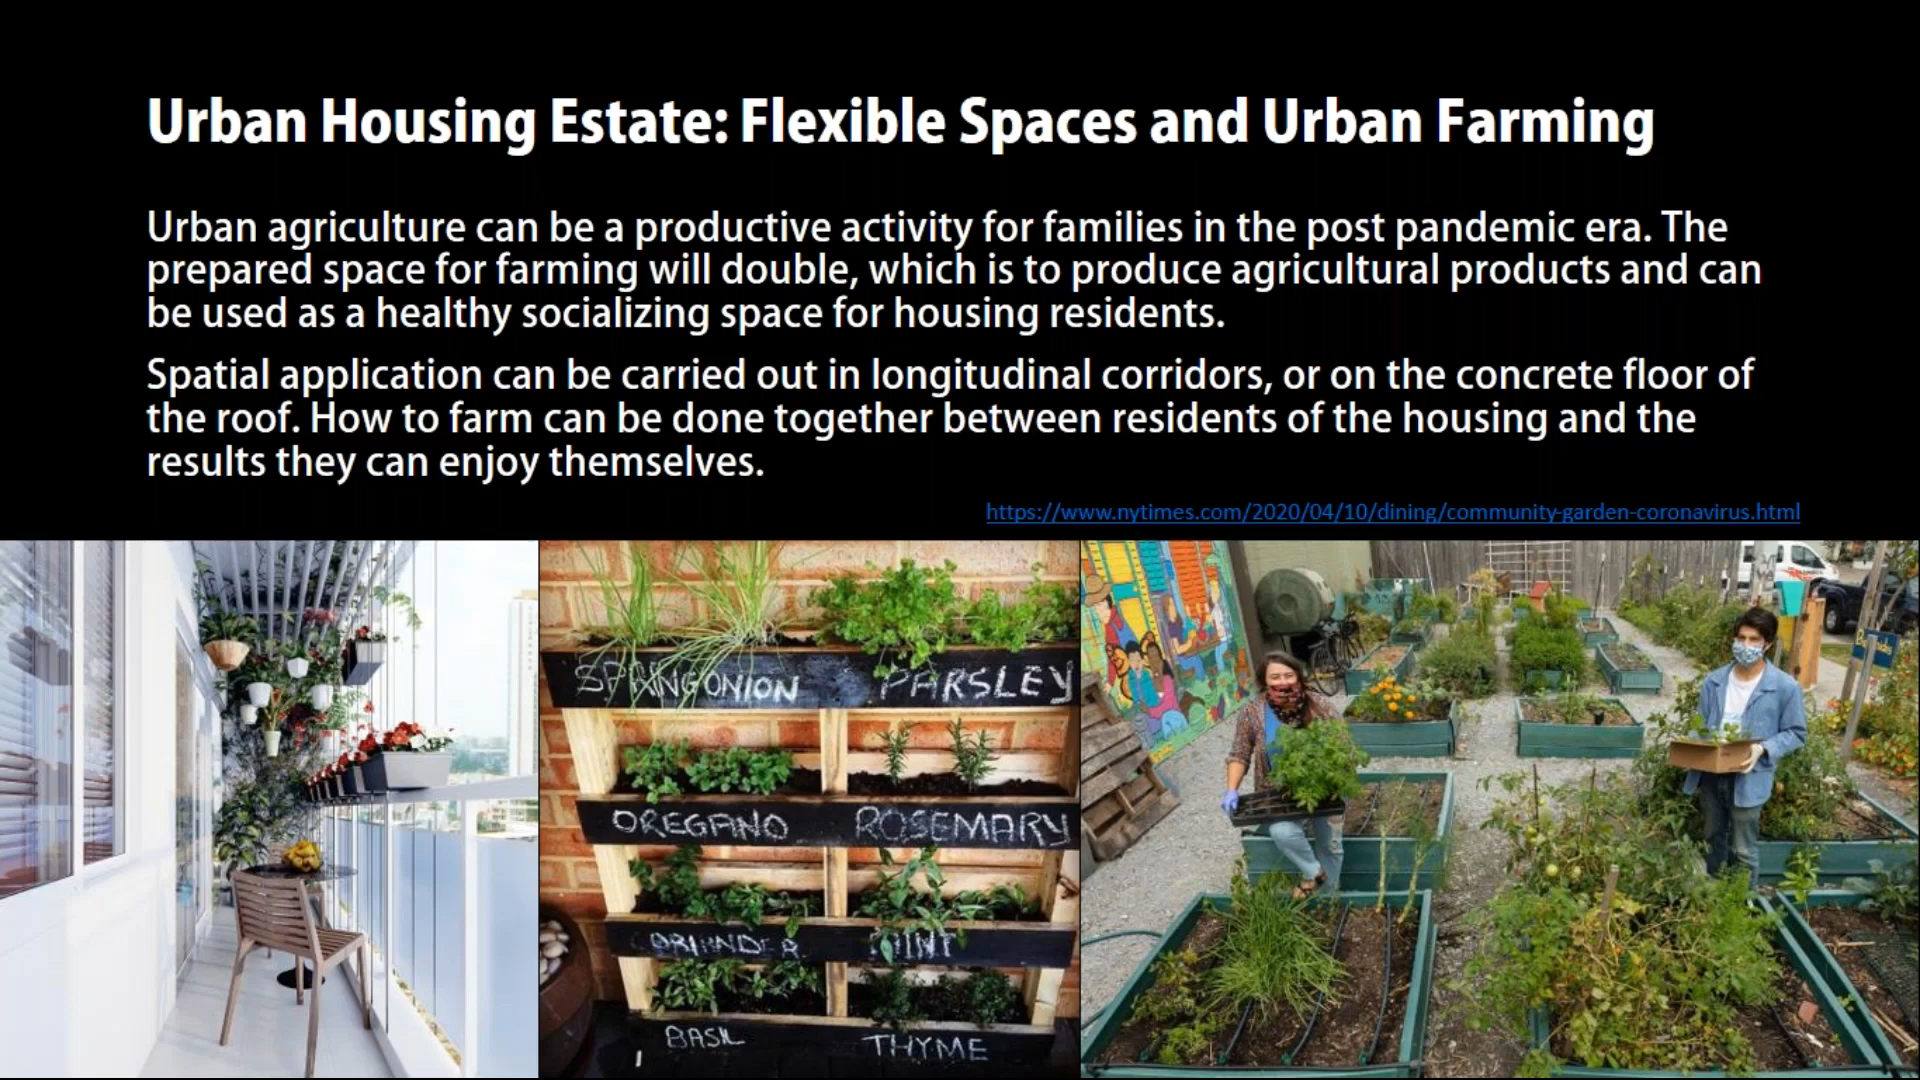 Urban Housing Estate: Flexible Spaces and Urban Farming
Urban agriculture can be a productive activity for families in the post pandemic era. The
prepared space for farming will double, which is to produce agricultural products and can
be used as a healthy socializing space for housing residents.
Spatial application can be carried out in longitudinal corridors, or on the concrete floor of
the roof. How to farm can be done together between residents of the housing and the
results they can enjoy themselves.
https://www.nytimes.com/2020/04/10/dining/community-garden-coronavirus.html
SPRINGONION PARSLEY
OREGANO ROSEMARY
CORIANDER MINT
BASIL THYME